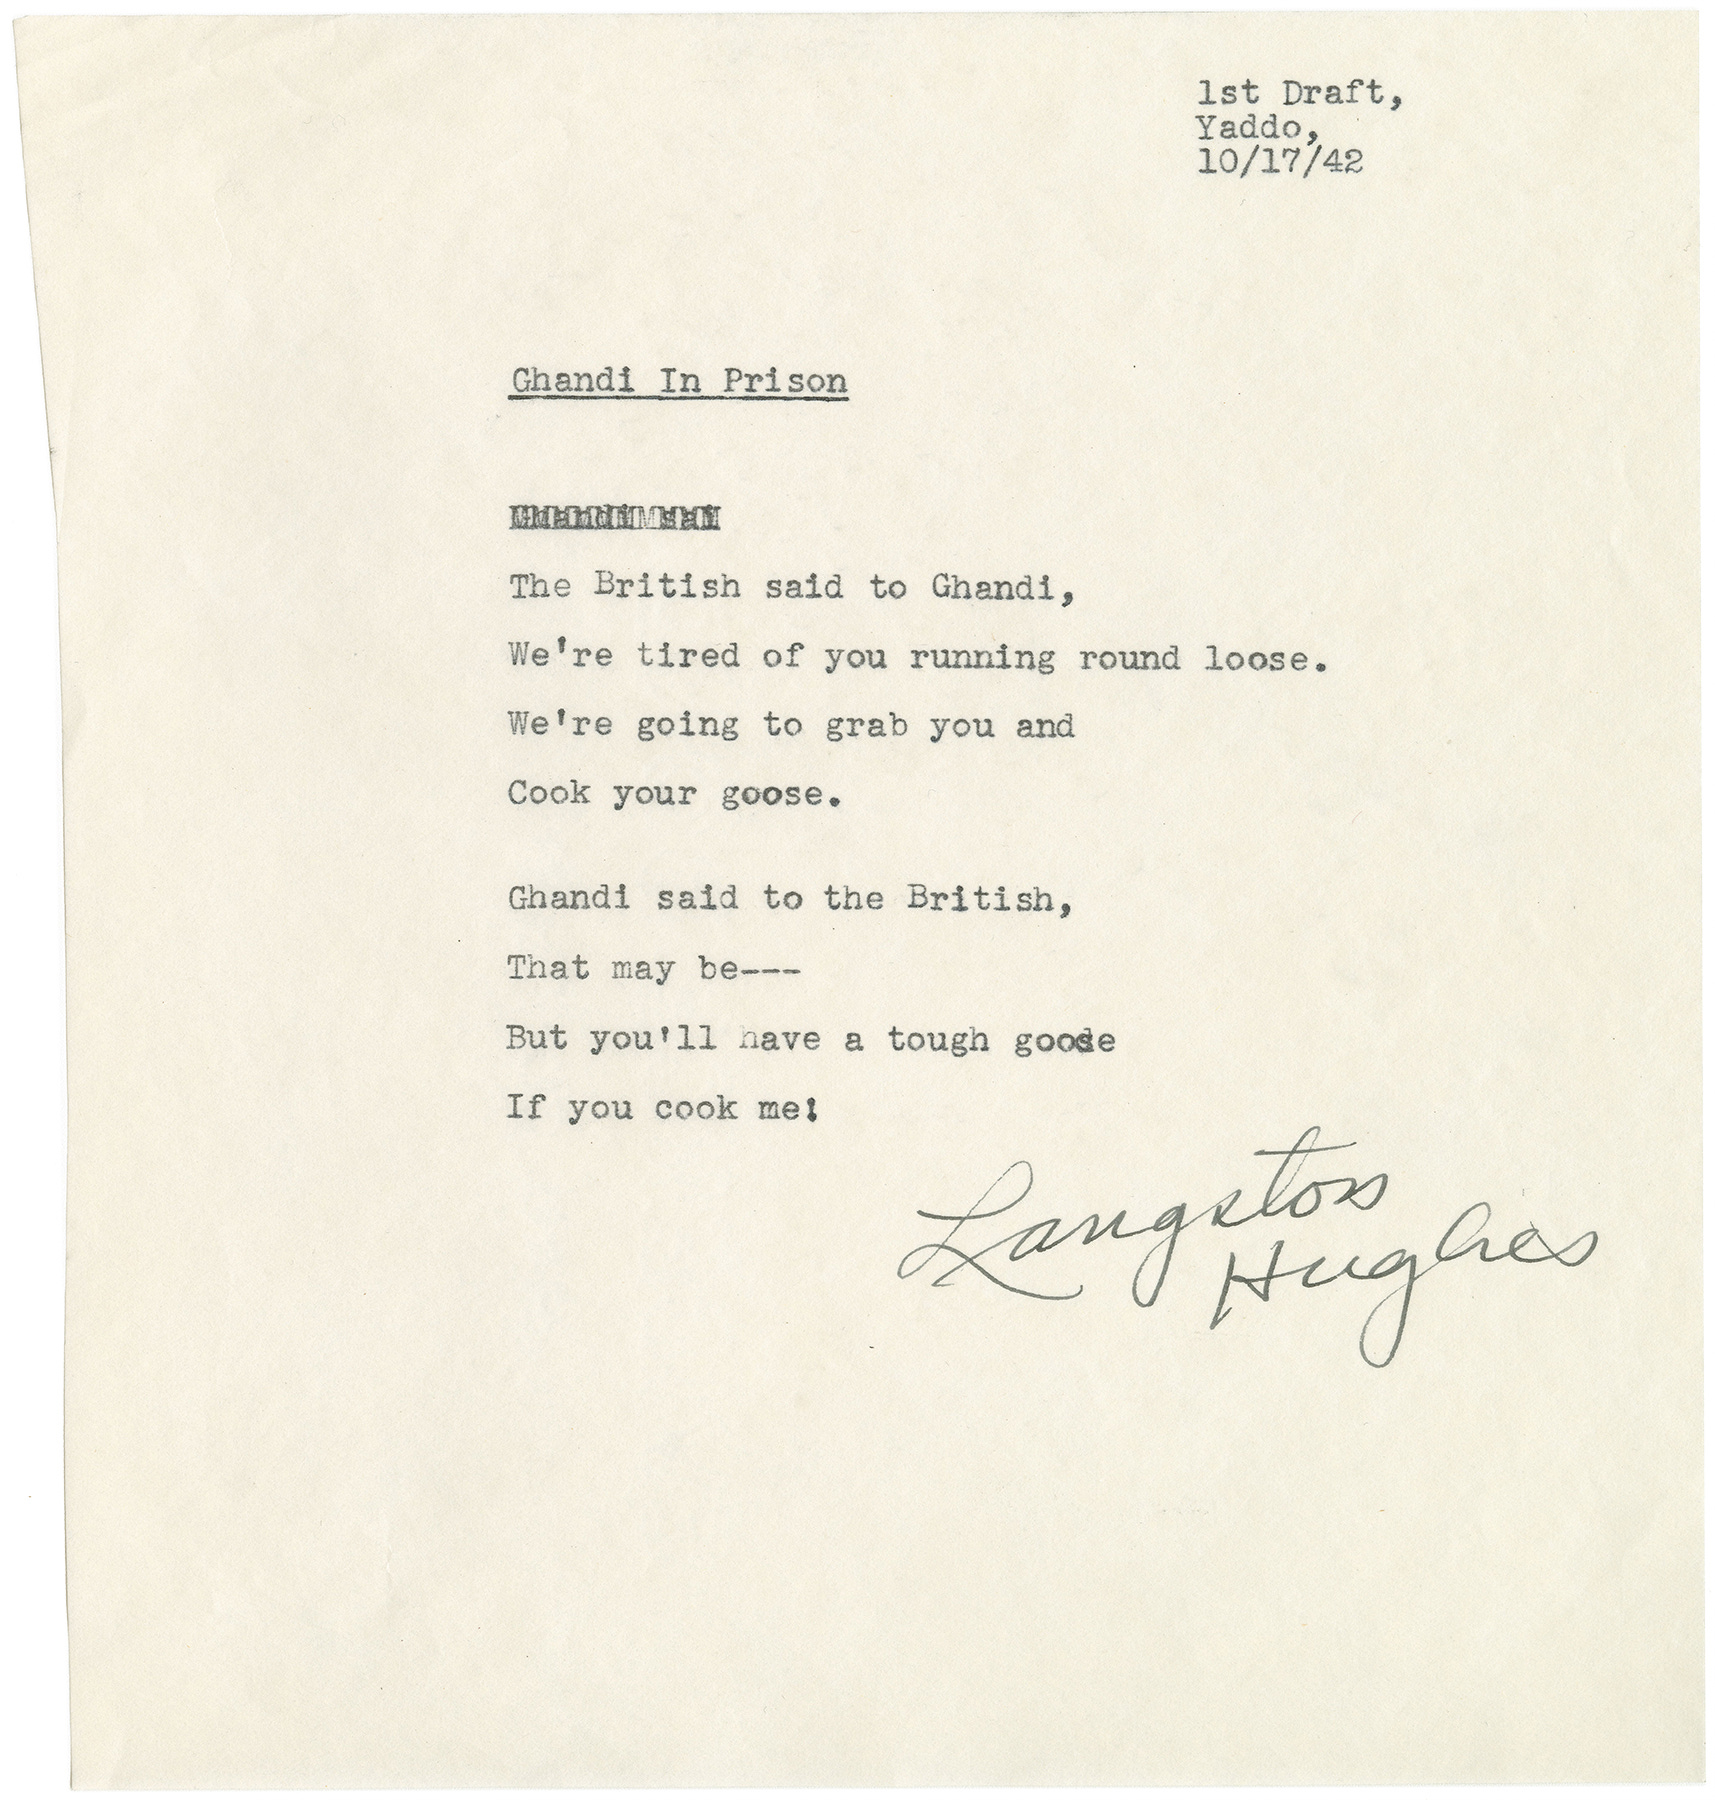 1st Draft,
Yaddo,
10/17/42
Ghandi In Prison
Ghandi sai
The British said to Ghandi,
We're tired of you running round loose.
We're going to grab you and
Cook your goose.
Ghandi said to the British,
That may be---
But you'll have a tough goose
If you cook me!
Langston
Hughes